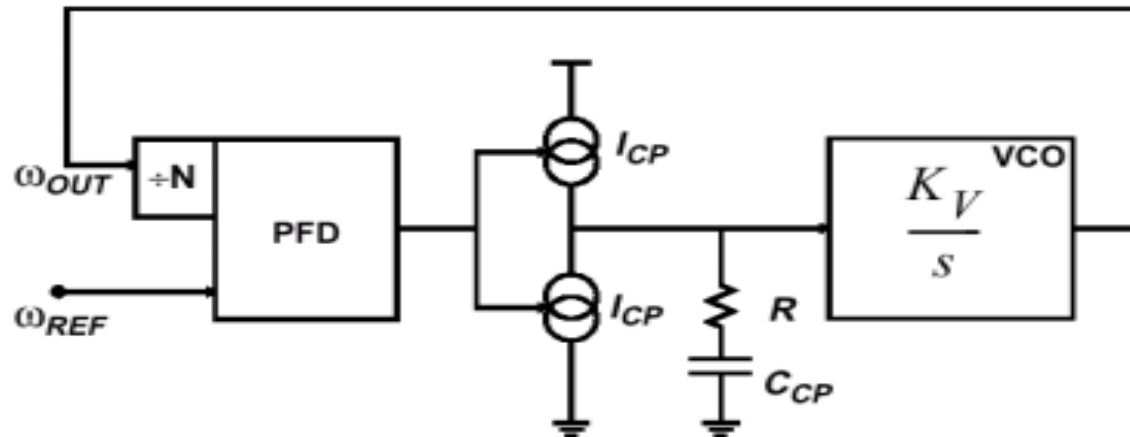 I_CP
VCO
ω_OUT
÷N
K_V
s
PFD
ω_REF
I_CP
R
C_CP